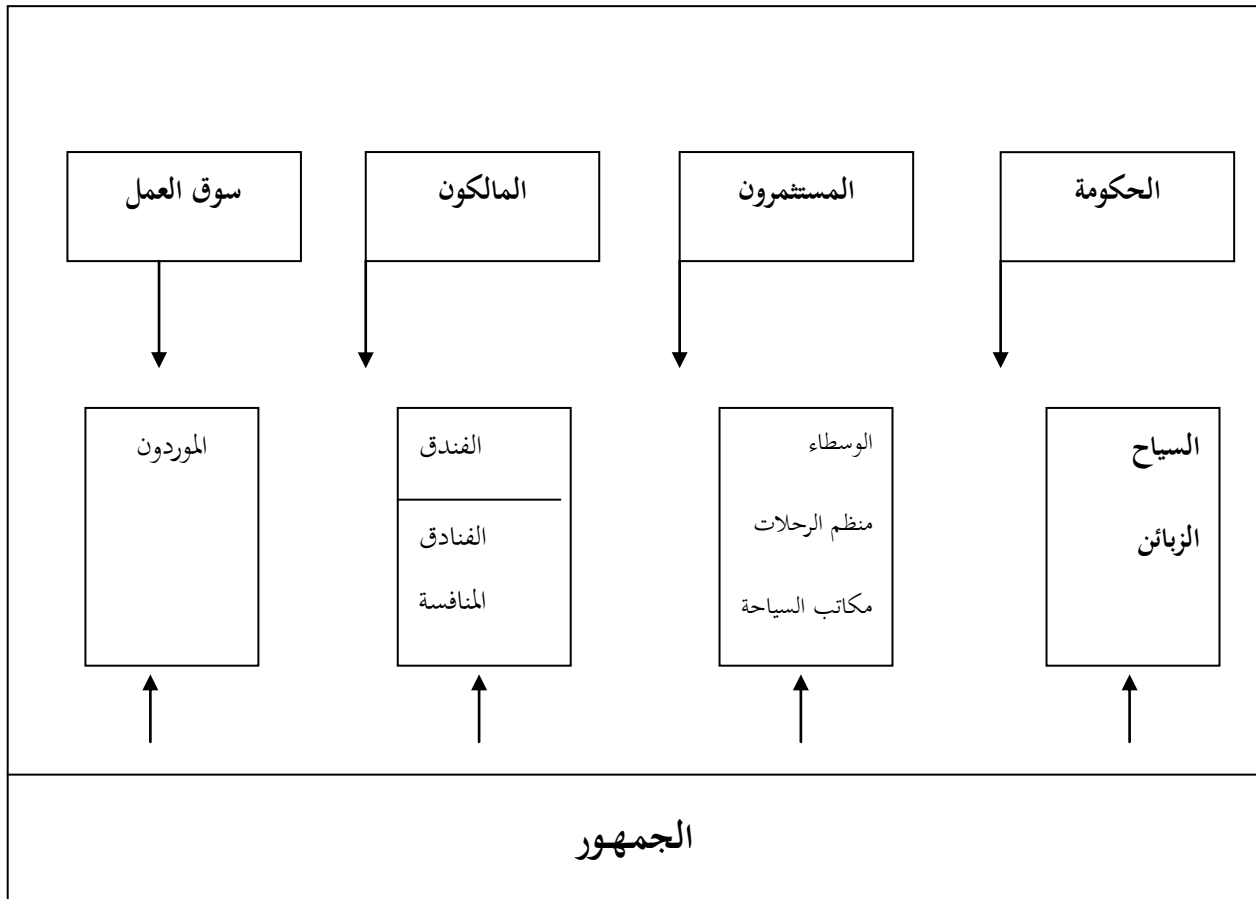 الحكومة
المستثمرون
المالكون
سوق العمل
السياح
الزبائن
الوسطاء
منظم الرحلات
مكاتب السياحة
الفندق
الفنادق
المنافسة
الموردون
الجمهور